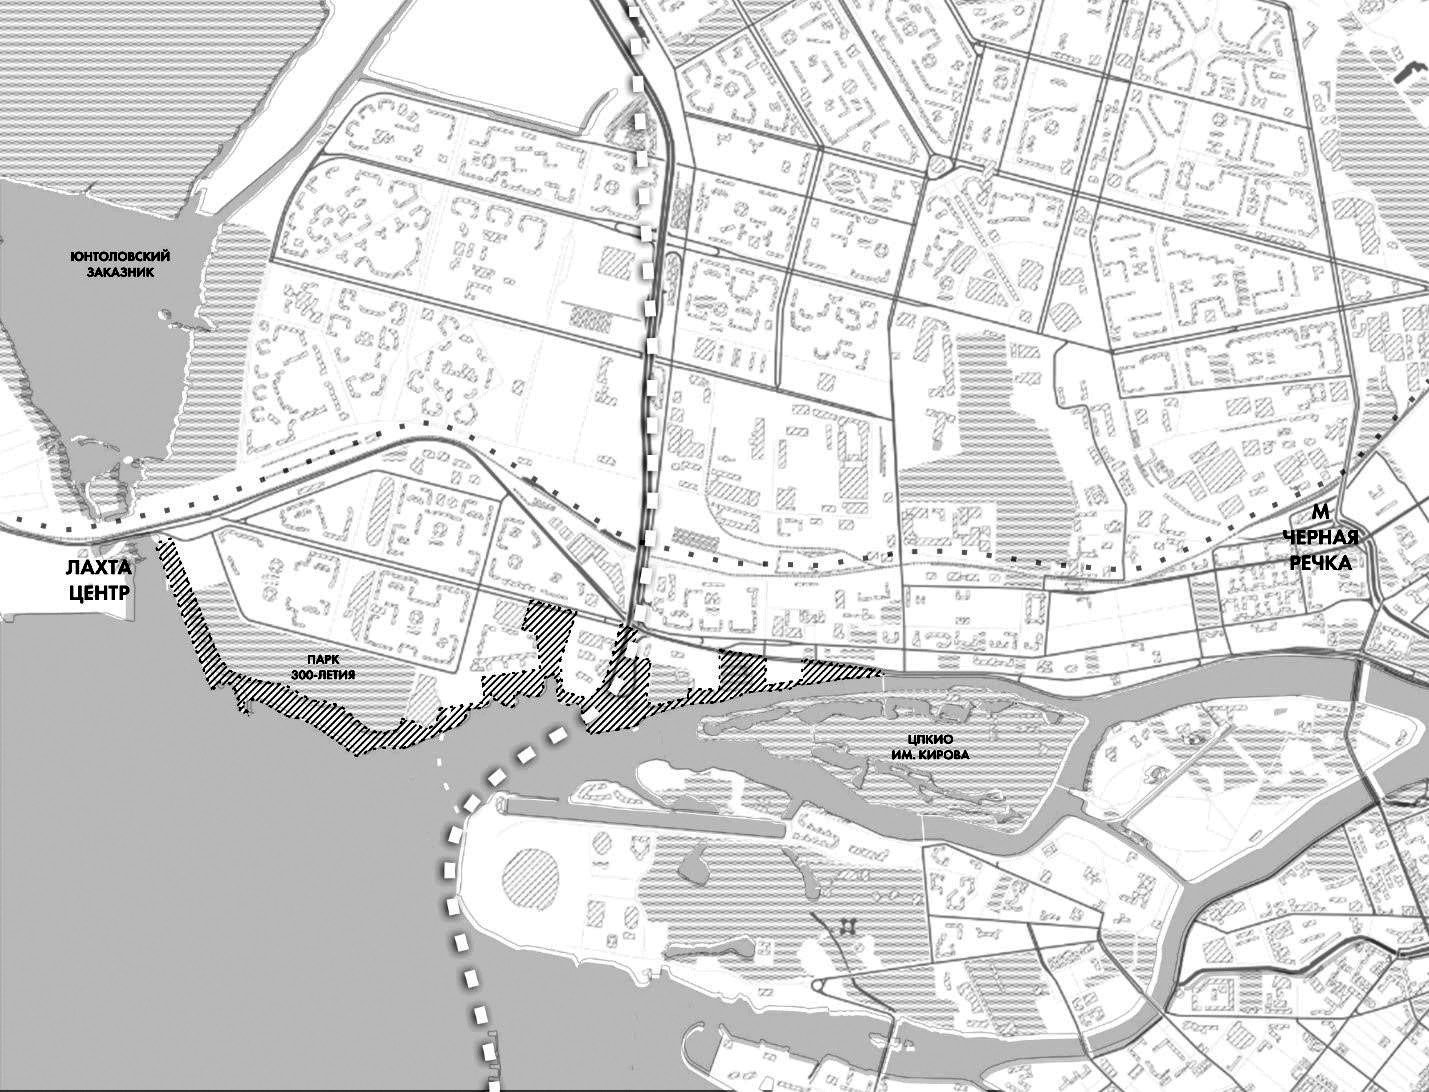 ЮНТОЛОВСКИЙ
ЗАКАЗНИК
М
ЧЕРНАЯ
РЕЧКА
ЛАХТА
ЦЕНТР
ПАРК
300-ЛЕТИЯ
ЦПКИО
ИМ. КИРОВА